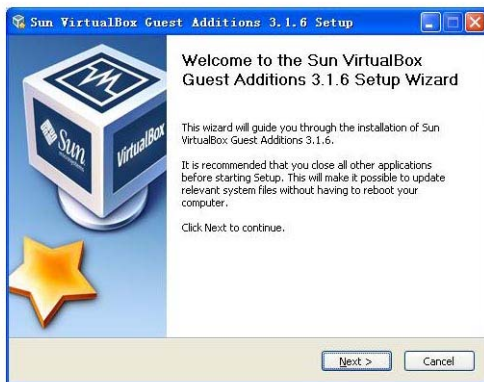 Sun VirtualBox Guest Additions 3.1.6 Setup
Welcome to the Sun VirtualBox
Guest Additions 3.1.6 Setup Wizard
This wizard will guide you through the installation of Sun
VirtualBox Guest Additions 3.1.6.
It is recommended that you close all other applications
before starting Setup. This will make it possible to update
relevant system files without having to reboot your
computer.
Click Next to continue.
Sun
VirtualBox
Next >
Cancel